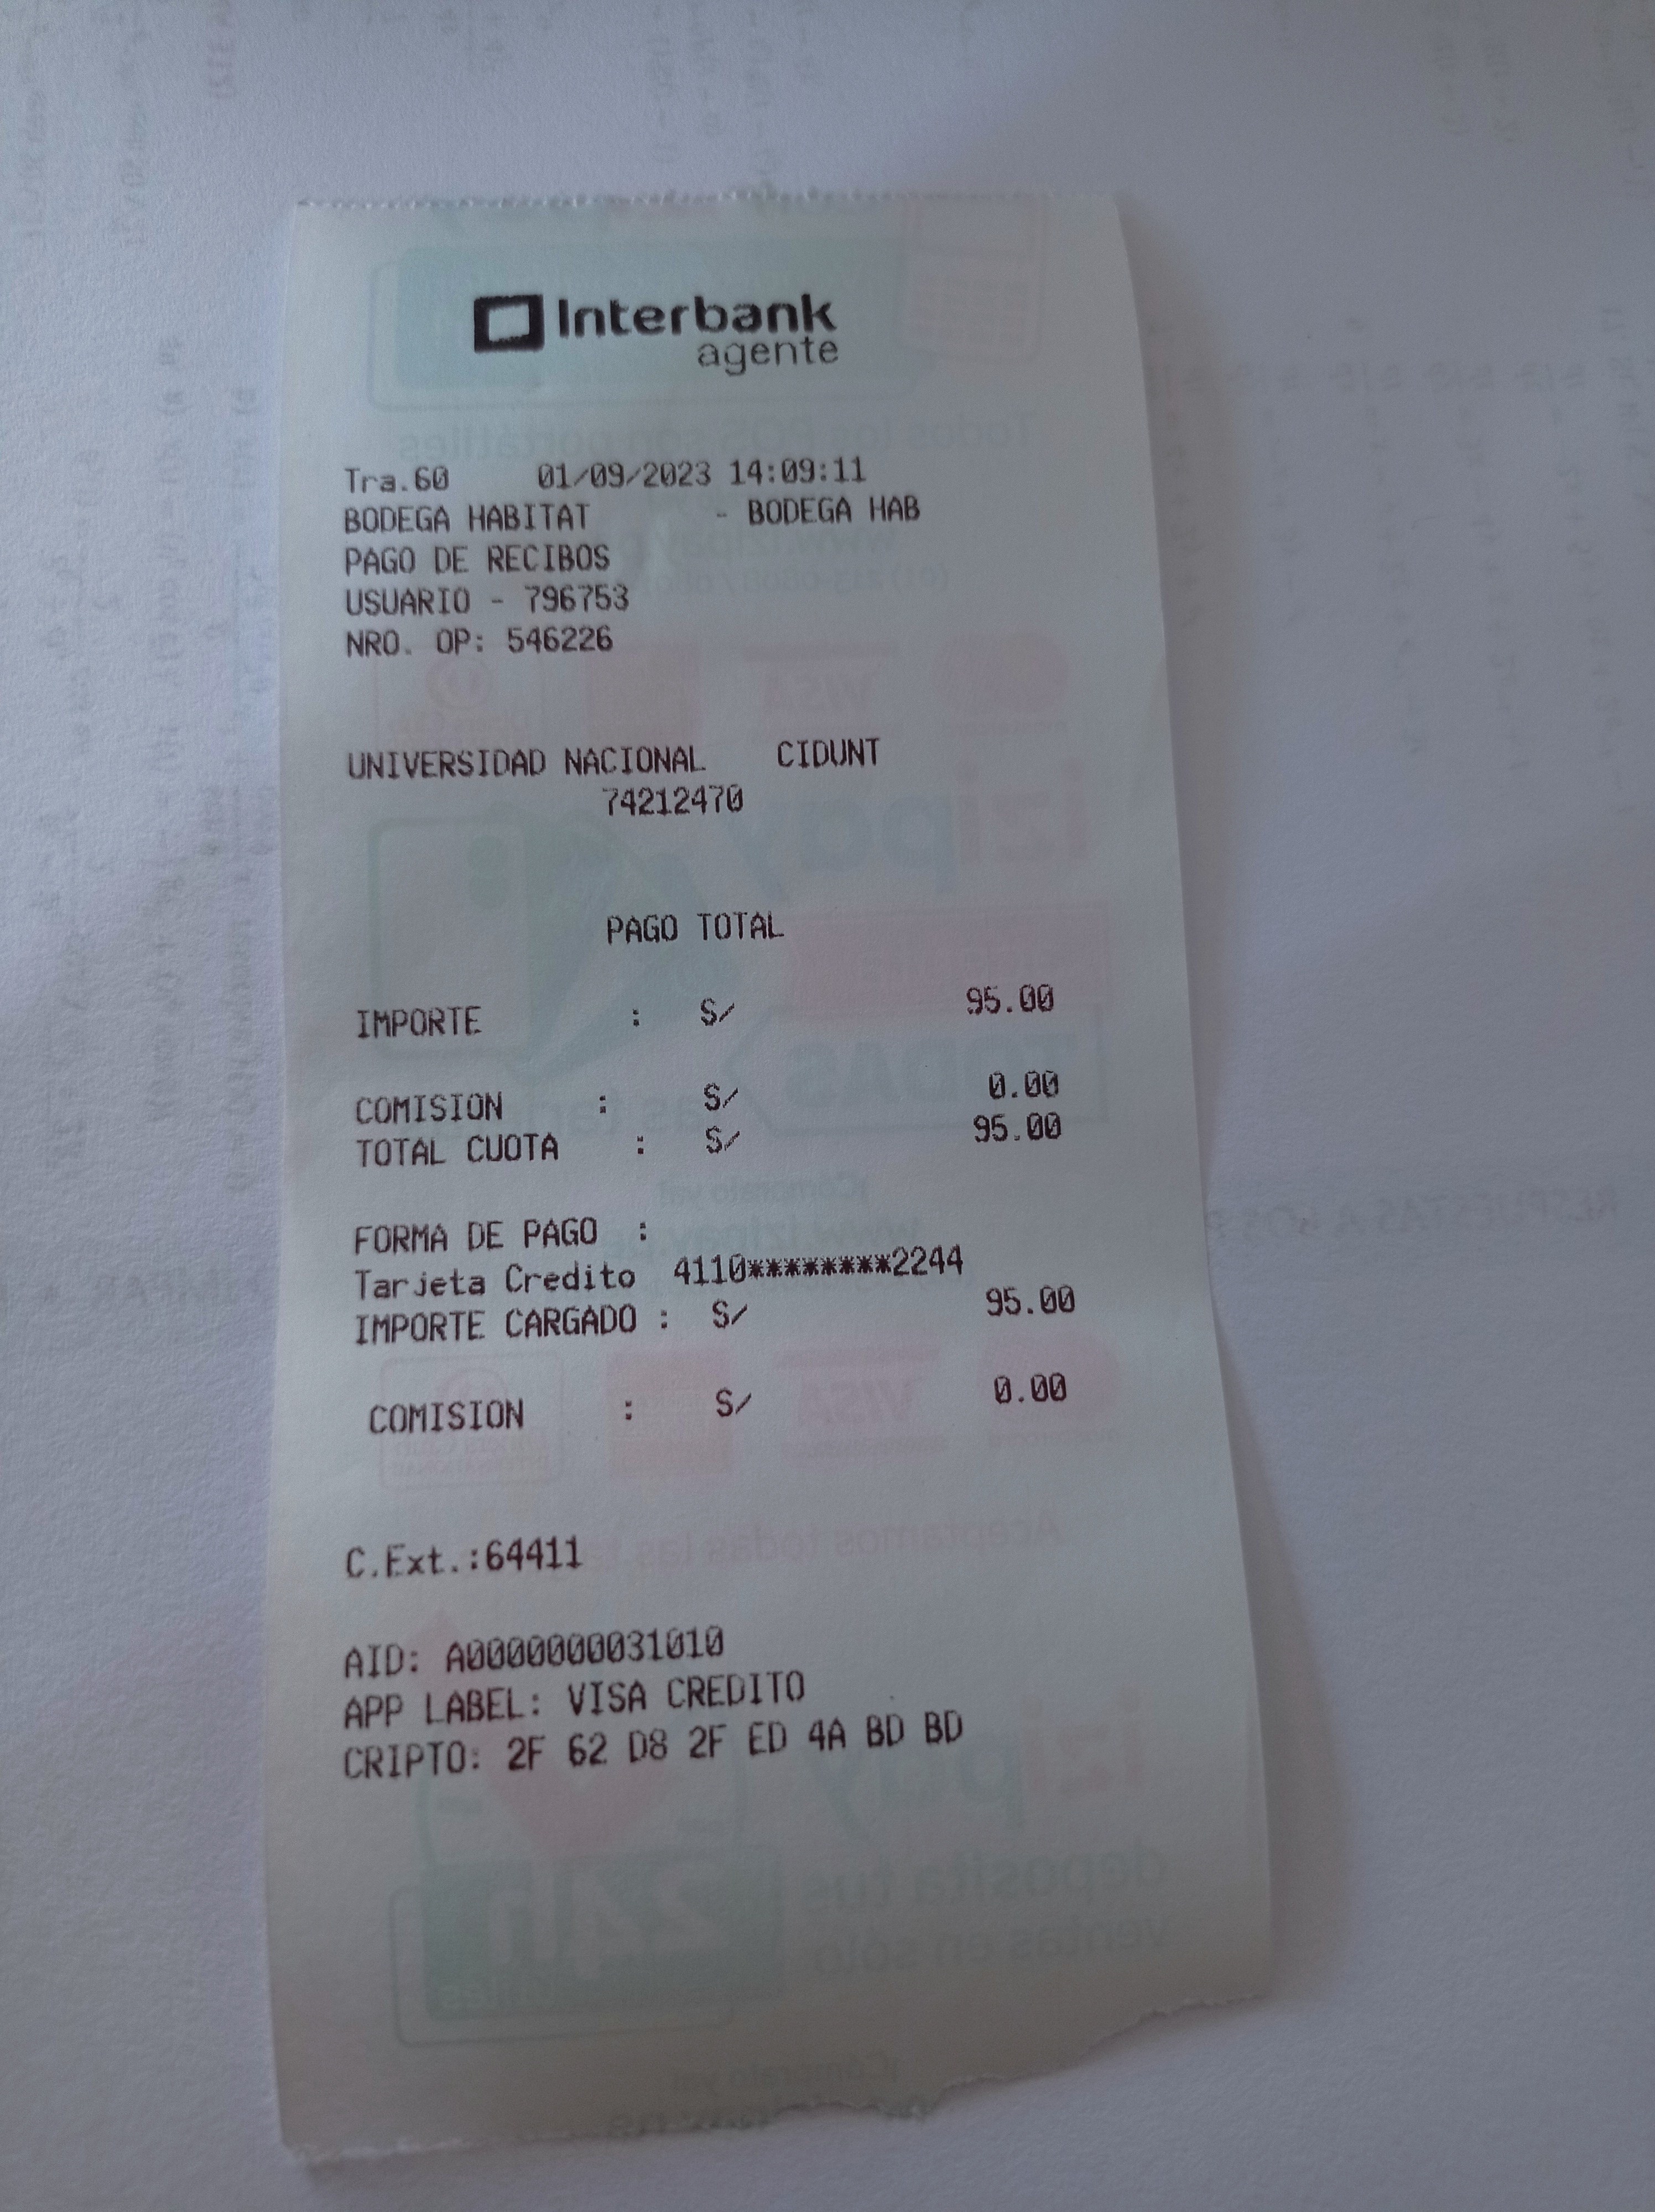 Interbank
agente
Tra.60 01/09/2023 14:09:11
BODEGA HABITAT - BODEGA HAB
PAGO DE RECIBOS
USUARIO - 796753
NRO. OP: 546226
UNIVERSIDAD NACIONAL CIDUNT
74212470
PAGO TOTAL
IMPORTE : S/ 95.00
COMISION : S/ 0.00
TOTAL CUOTA : S/ 95.00
FORMA DE PAGO :
Tarjeta Credito 4110********2244
IMPORTE CARGADO : S/ 95.00
COMISION : S/ 0.00
C.Ext.:64411
AID: A0000000031010
APP LABEL: VISA CREDITO
CRIPTO: 2F 62 D8 2F ED 4A BD BD